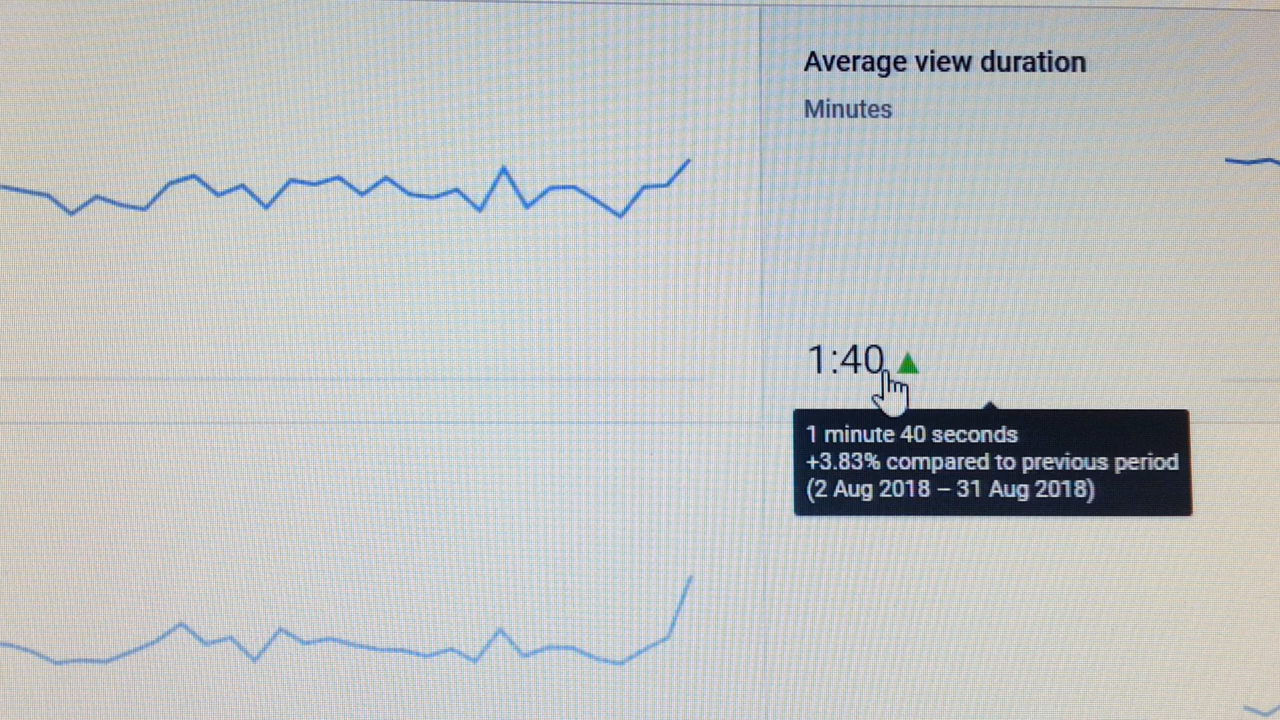 Average view duration
Minutes
1:40
1 minute 40 seconds
+3.83% compared to previous period
(2 Aug 2018 – 31 Aug 2018)